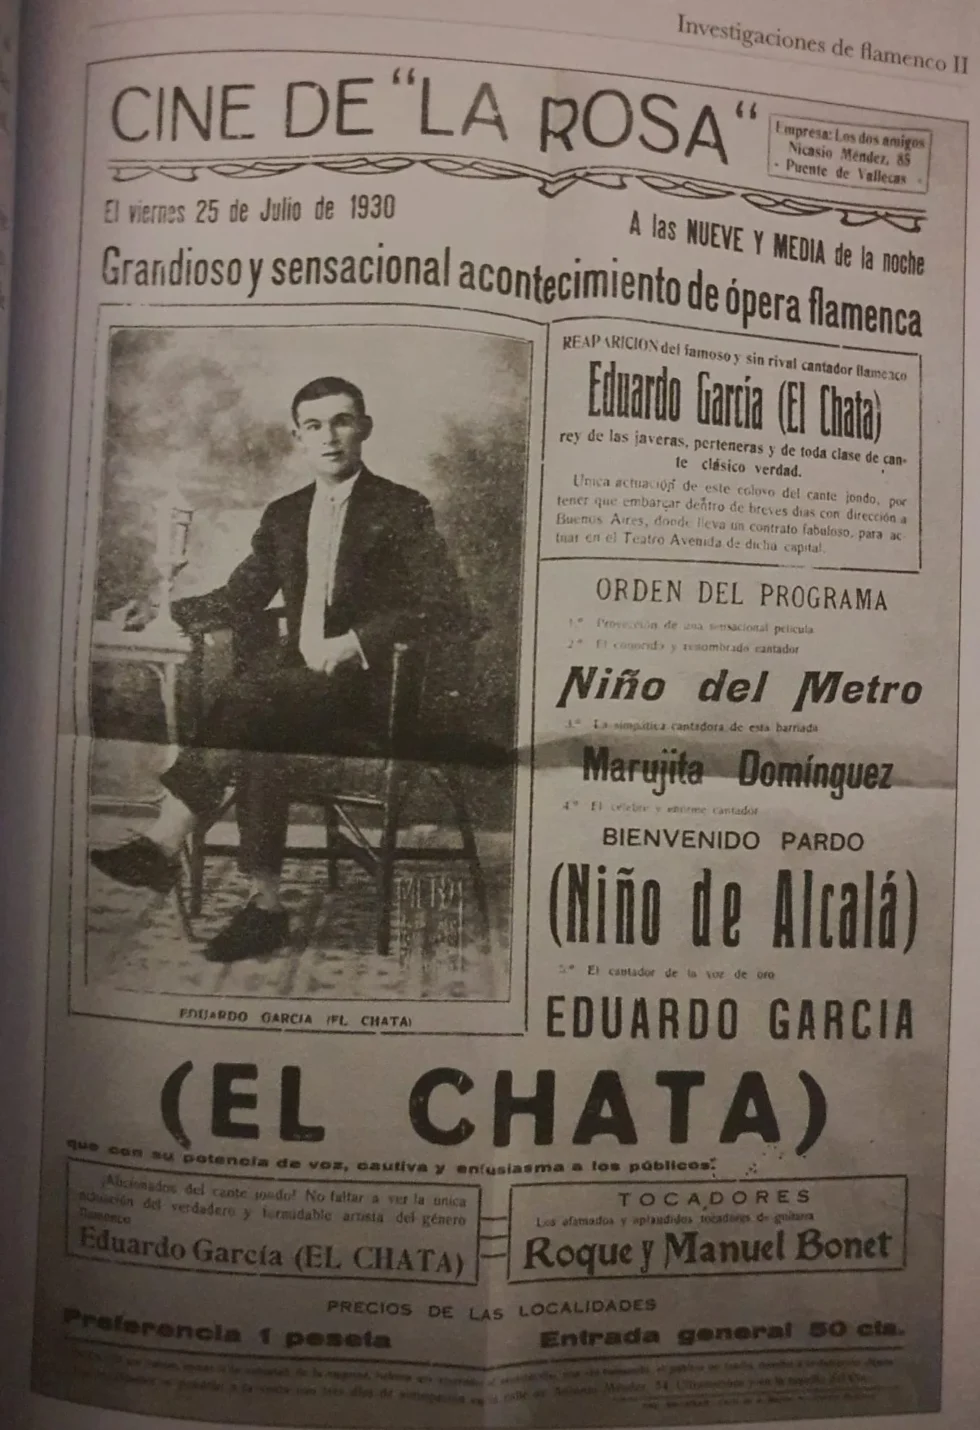 Investigaciones de flamenco II
CINE DE "LA ROSA"
Empresa: Los dos amigos
Nicasio Méndez, 85
- Puente de Vallecas -
El viernes 25 de Julio de 1930
A las NUEVE Y MEDIA de la noche
Grandioso y sensacional acontecimiento de ópera flamenca
REAPARICION del famoso y sin rival cantador flamenco
Eduardo García (El Chata)
rey de las javeras, perteneras y de toda clase de can-
te clásico verdad.
Unica actuación de este coloso del cante jondo, por
tener que embarcar dentro de breves dias con dirección a
Buenos Aires, donde lleva un contrato fabuloso, para ac-
tuar en el Teatro Avenida de dicha capital.
EDUARDO GARCIA (EL CHATA)
ORDEN DEL PROGRAMA
1.º Proyección de una sensacional pelicula
2.º El conocido y renombrado cantador
Niño del Metro
3.º La simpática cantadora de esta barriada
Marujita Domínguez
4.º El célebre y enorme cantador
BIENVENIDO PARDO
(Niño de Alcalá)
5.º El cantador de la voz de oro
EDUARDO GARCIA
(EL CHATA)
que con su potencia de voz, cautiva y entusiasma a los públicos.
¡Aficionados del cante jondo! No faltar a ver la única
actuación del verdadero y formidable artista del género
flamenco
Eduardo García (EL CHATA)
TOCADORES
Los afamados y aplaudidos tocadores de guitarra
Roque y Manuel Bonet
PRECIOS DE LAS LOCALIDADES
Preferencia 1 peseta
Entrada general 50 cts.